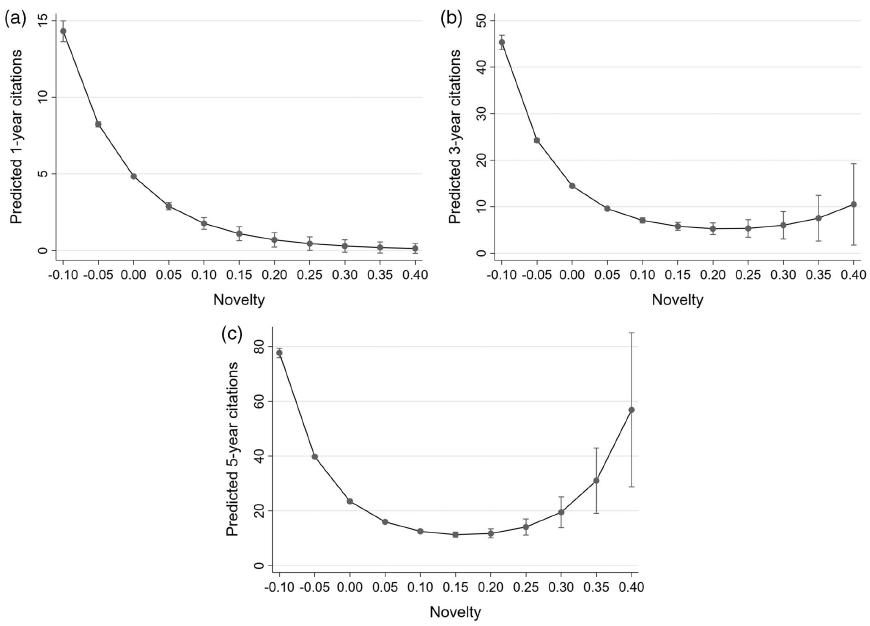 (a)
Predicted 1-year citations
15
10
5
0
-0.10 -0.05 0.00 0.05 0.10 0.15 0.20 0.25 0.30 0.35 0.40
Novelty
(b)
Predicted 3-year citations
50
40
30
20
10
0
-0.10 -0.05 0.00 0.05 0.10 0.15 0.20 0.25 0.30 0.35 0.40
Novelty
(c)
Predicted 5-year citations
80
60
40
20
0
-0.10 -0.05 0.00 0.05 0.10 0.15 0.20 0.25 0.30 0.35 0.40
Novelty